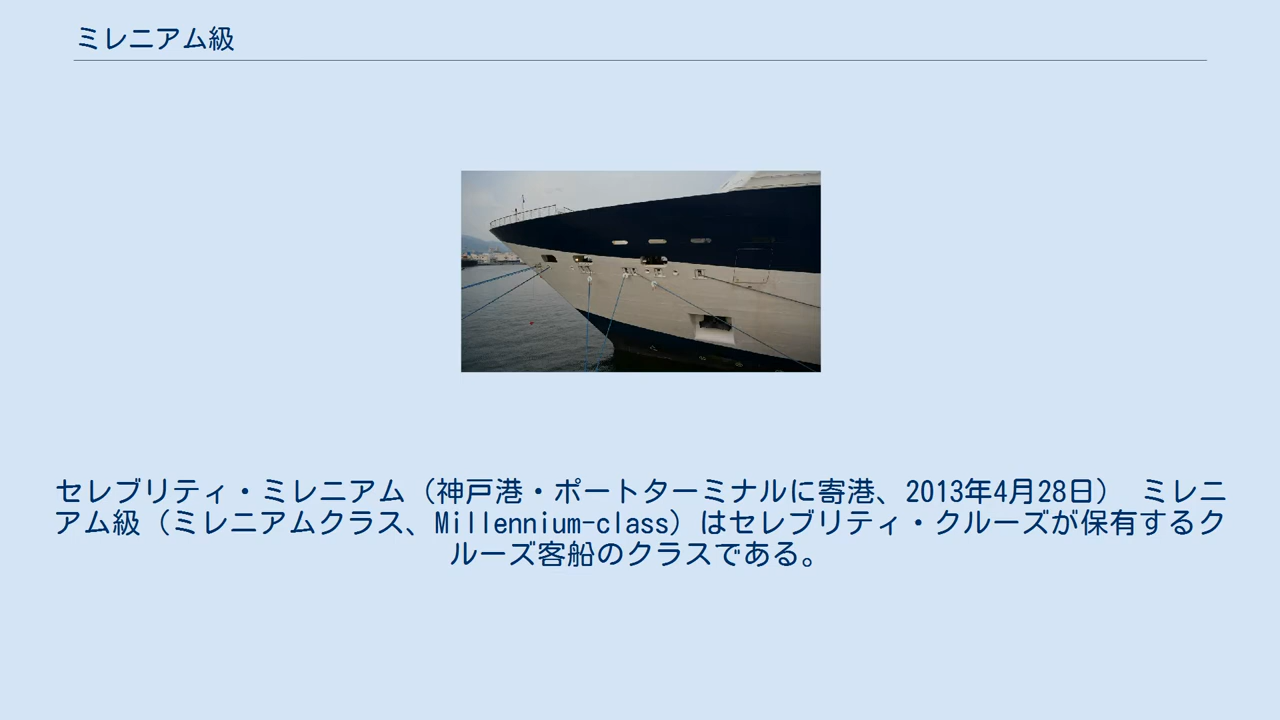 ミレニアム級
セレブリティ・ミレニアム（神戸港・ポートターミナルに寄港、2013年4月28日） ミレニ
アム級（ミレニアムクラス、Millennium-class）はセレブリティ・クルーズが保有するク
ルーズ客船のクラスである。